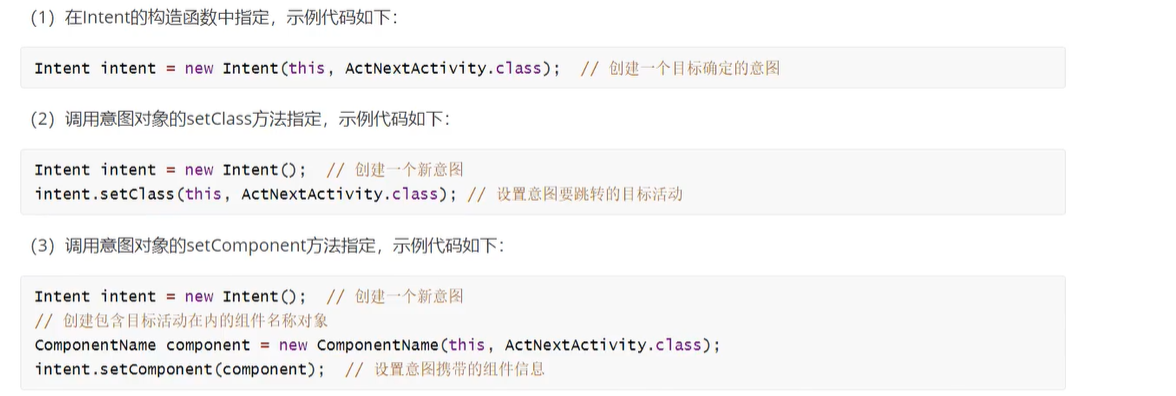 （1）在Intent的构造函数中指定，示例代码如下：
Intent intent = new Intent(this, ActNextActivity.class);  // 创建一个目标确定的意图
（2）调用意图对象的setClass方法指定，示例代码如下：
Intent intent = new Intent();  // 创建一个新意图
intent.setClass(this, ActNextActivity.class); // 设置意图要跳转的目标活动
（3）调用意图对象的setComponent方法指定，示例代码如下：
Intent intent = new Intent();  // 创建一个新意图
// 创建包含目标活动在内的组件名称对象
ComponentName component = new ComponentName(this, ActNextActivity.class);
intent.setComponent(component);  // 设置意图携带的组件信息